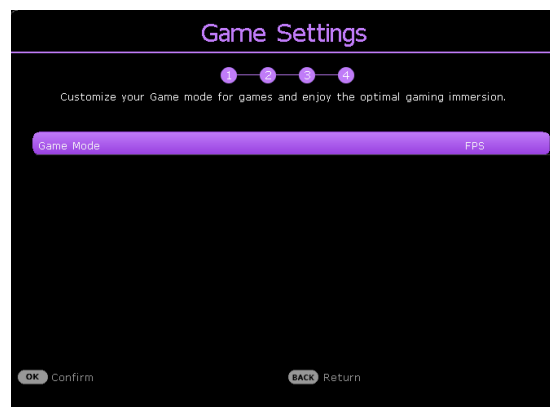 Game Settings
1 2 3 4
Customize your Game mode for games and enjoy the optimal gaming immersion.
Game Mode FPS
OK Confirm BACK Return